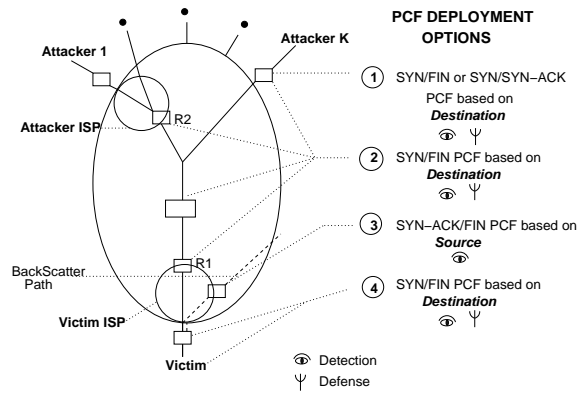 PCF DEPLOYMENT
OPTIONS
Attacker 1
Attacker K
1 SYN/FIN or SYN/SYN−ACK
PCF based on
Destination
R2
Attacker ISP
2 SYN/FIN PCF based on
Destination
3 SYN−ACK/FIN PCF based on
Source
R1
BackScatter
Path
4 SYN/FIN PCF based on
Destination
Victim ISP
Victim
Detection
Defense